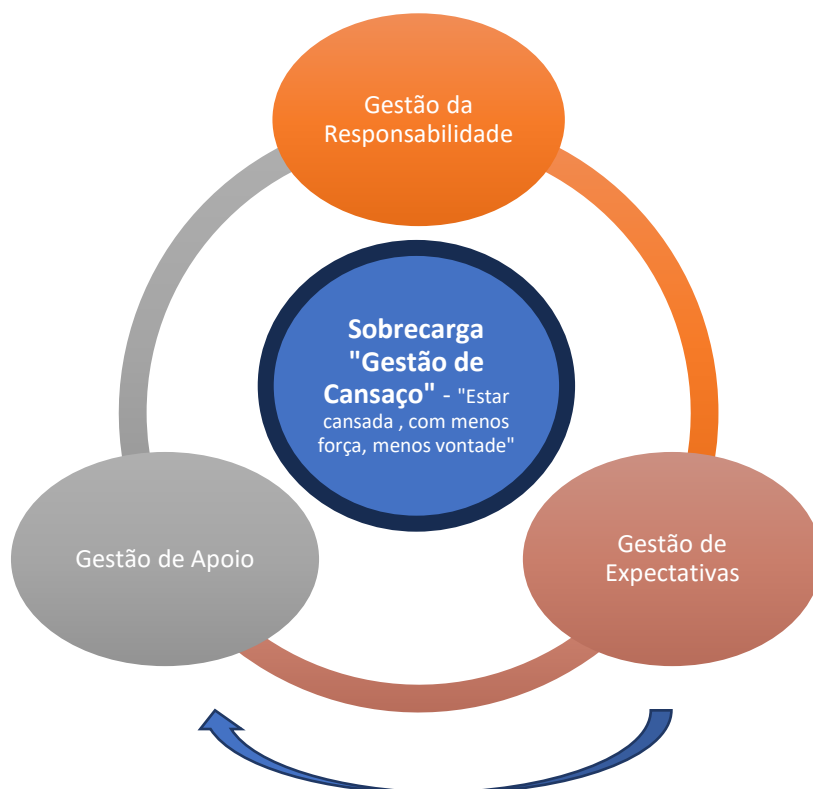 Gestão da
Responsabilidade
Sobrecarga
"Gestão de
Cansaço" - "Estar
cansada , com menos
força, menos vontade"
Gestão de Apoio
Gestão de
Expectativas